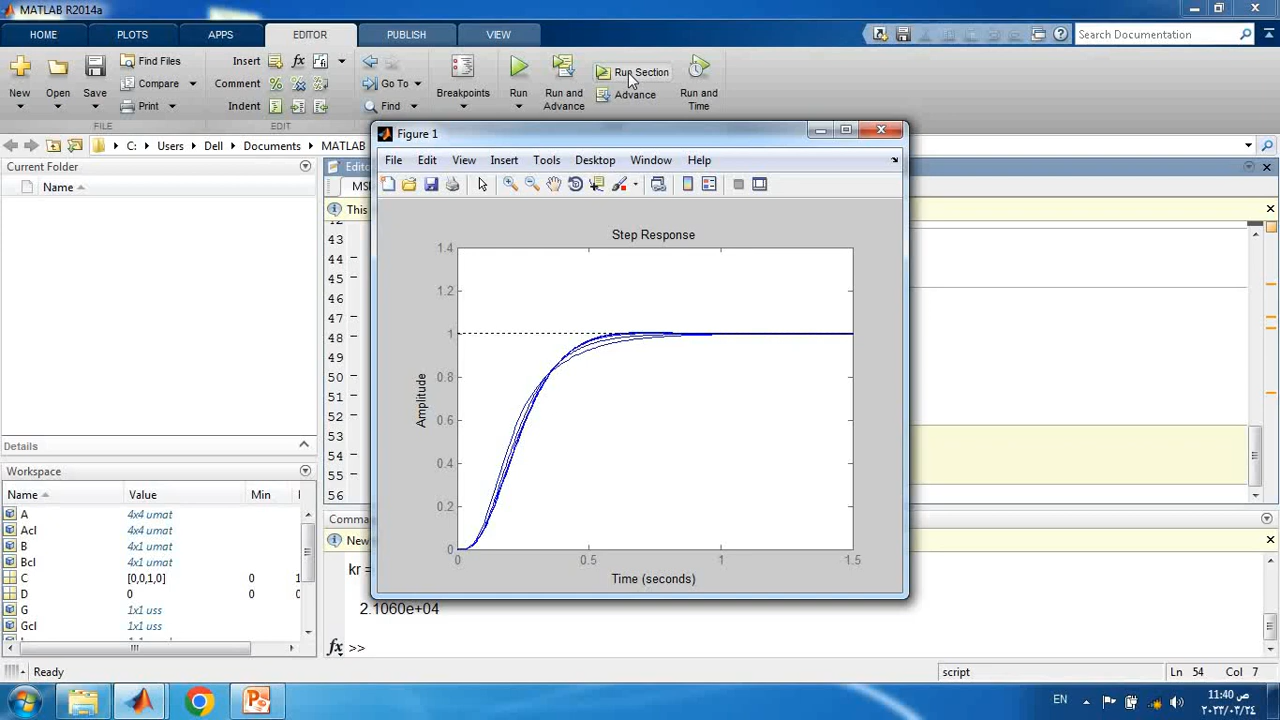 MATLAB R2014a
HOME PLOTS APPS EDITOR PUBLISH VIEW
Search Documentation
New Open Save Find Files Compare Print
Insert fx Comment Indent
Go To Find
Breakpoints Run Run and Advance Run Section Advance Run and Time
FILE EDIT
C: Users Dell Documents MATLAB
Current Folder
Name
Details
Workspace
Name Value Min
A 4x4 umat
Acl 4x4 umat
B 4x1 umat
Bcl 4x1 umat
C [0,0,1,0] 0 1
D 0 0
G 1x1 uss
Gcl 1x1 uss
Figure 1
File Edit View Insert Tools Desktop Window Help
This
43
44
45
46
47
48
49
50
51
52
53
54
55
56
Step Response
Amplitude
1.4
1.2
1
0.8
0.6
0.4
0.2
0
0 0.5 1 1.5
Time (seconds)
New
kr =
2.1060e+04
fx >>
Ready
script Ln 54 Col 7
EN
11:40 ص
٢٠٢٣/٠٣/٢٤